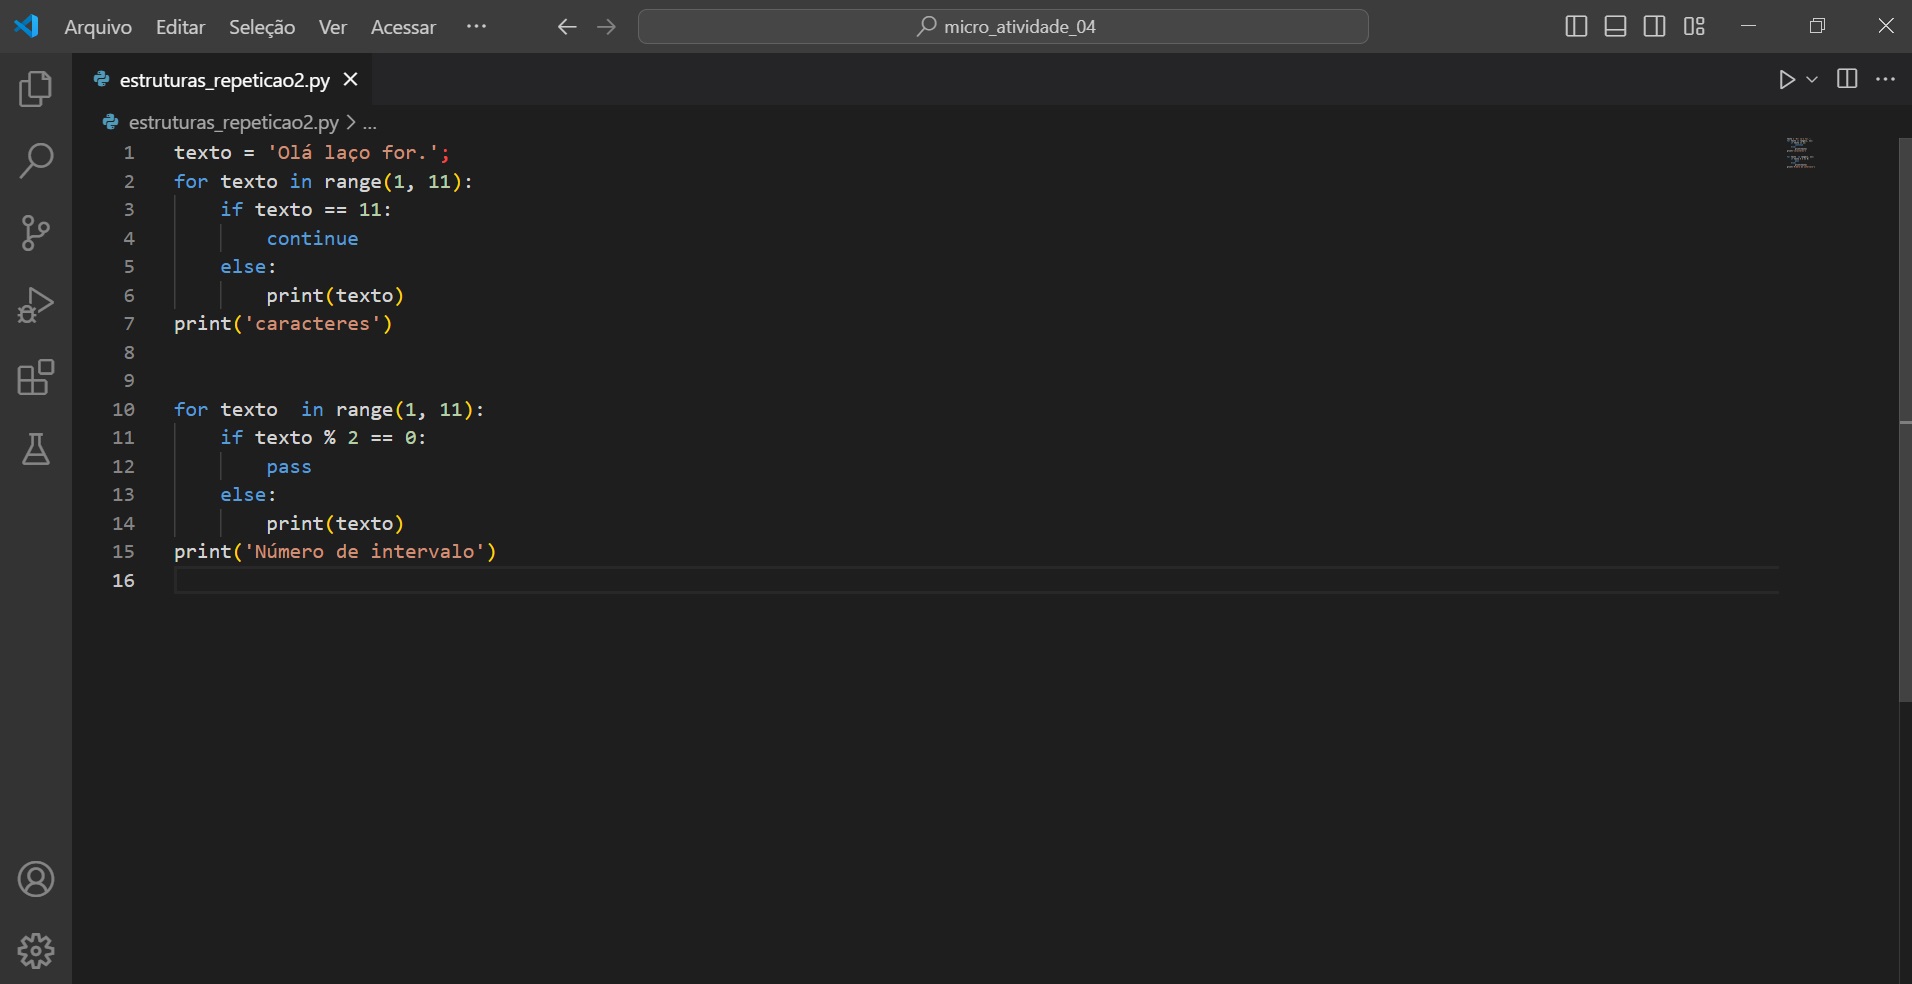 Arquivo Editar Seleção Ver Acessar ··· micro_atividade_04
estruturas_repeticao2.py
estruturas_repeticao2.py > ...
1 texto = 'Olá laço for.';
2 for texto in range(1, 11):
3     if texto == 11:
4         continue
5     else:
6         print(texto)
7 print('caracteres')
8
9
10 for texto  in range(1, 11):
11     if texto % 2 == 0:
12         pass
13     else:
14         print(texto)
15 print('Número de intervalo')
16